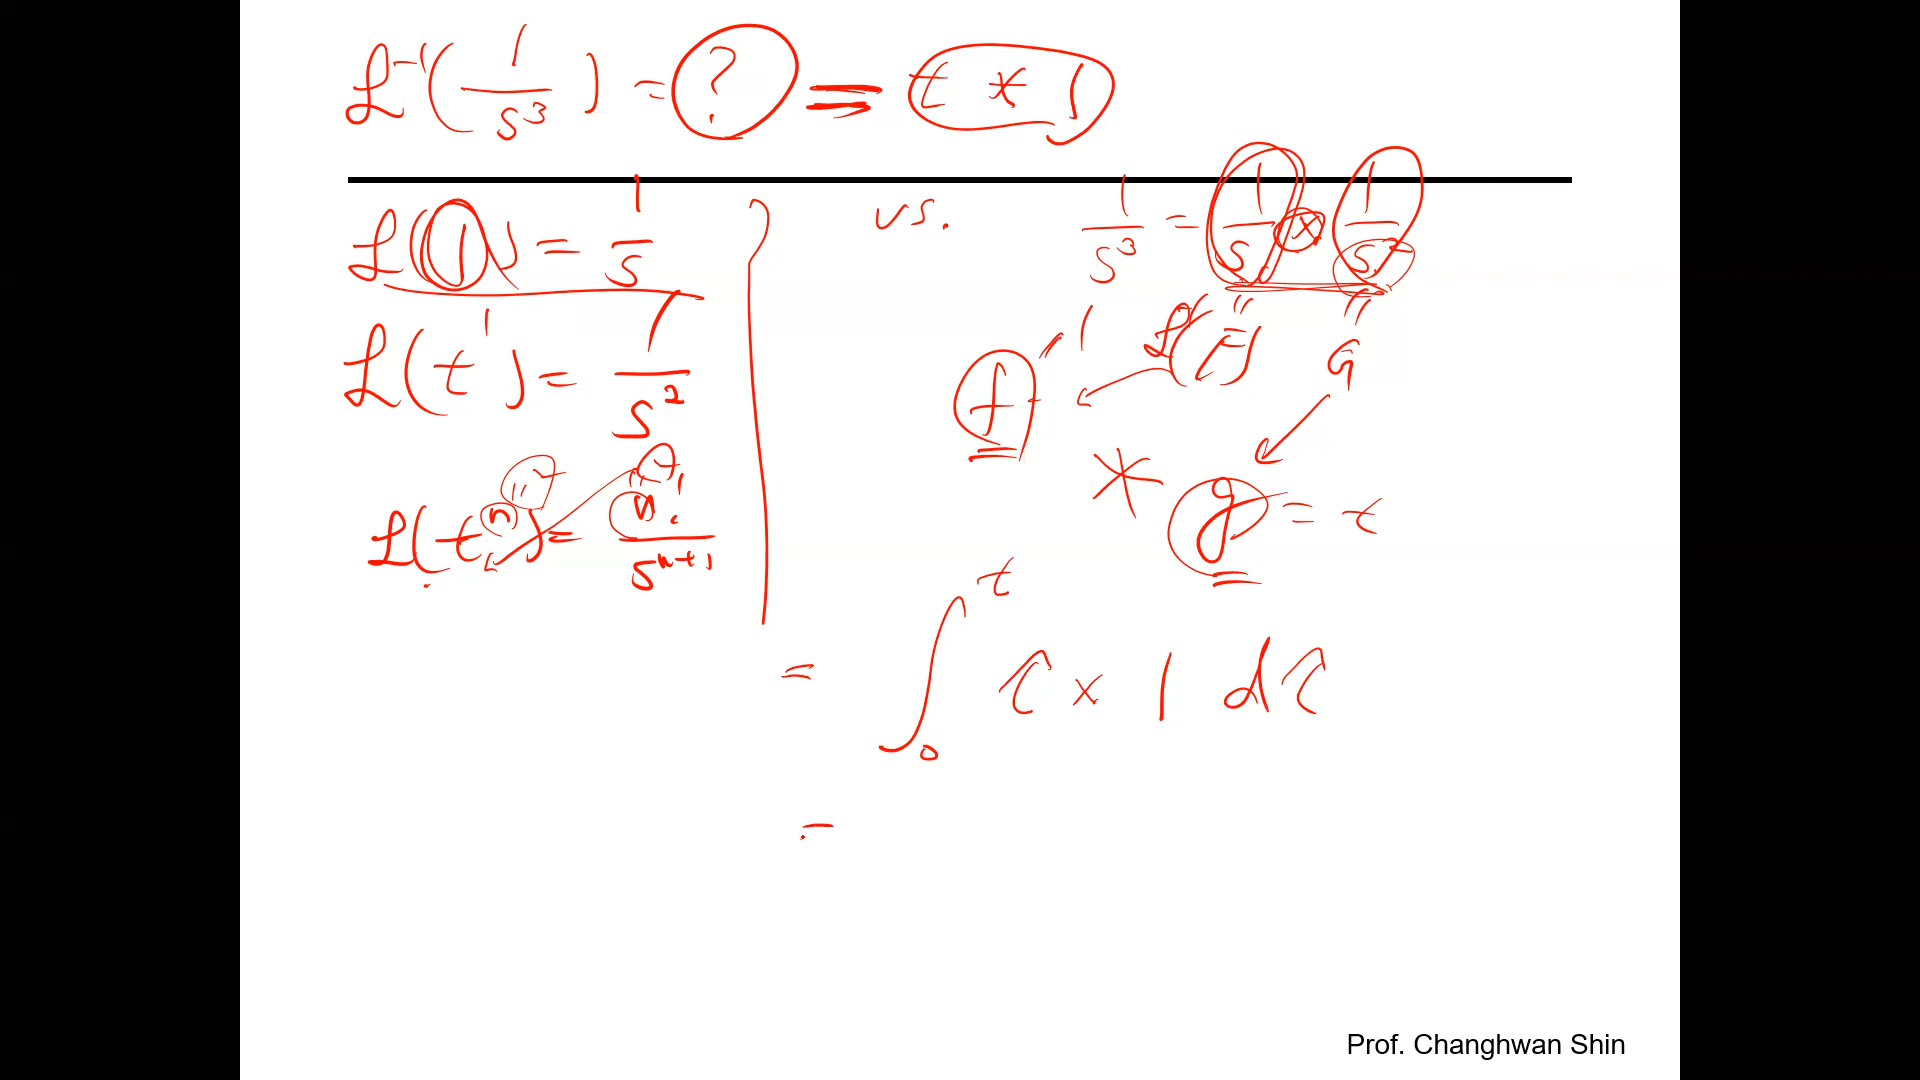 ℒ⁻¹(1/s³) = ? = t * 1
ℒ(1) = 1/s
vs.
1/s³ = 1/s × 1/s²
ℒ(t¹) = 1/s²
f = 1
G
* g = t
ℒ(tⁿ) = n!/sⁿ⁺¹
= ∫₀ᵗ τ × 1 dτ
=
Prof. Changhwan Shin